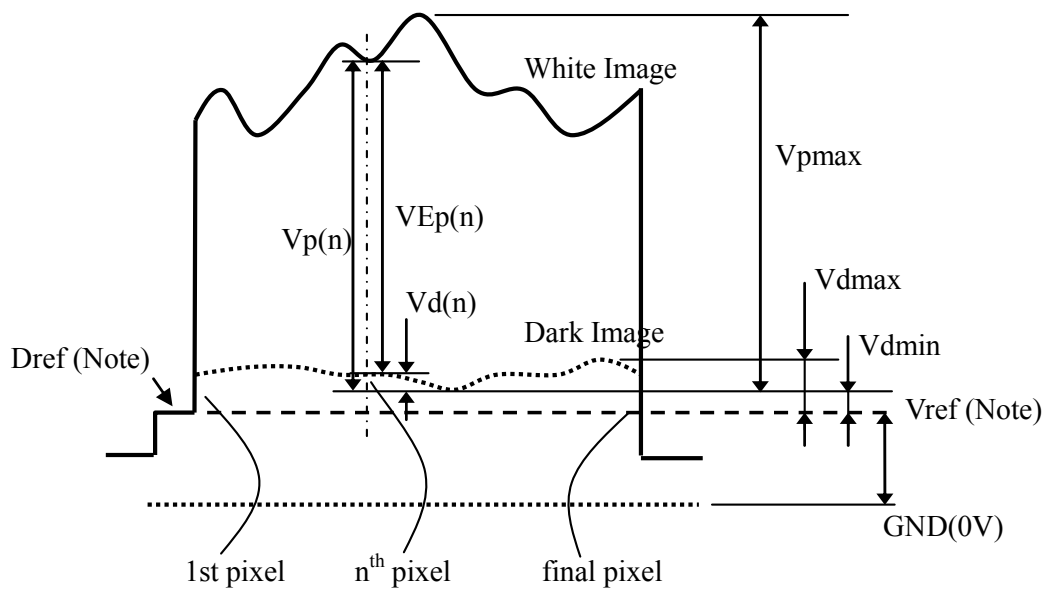 White Image
Vpmax
VEp(n)
Vp(n)
Vdmax
Vd(n)
Dark Image
Vdmin
Dref (Note)
Vref (Note)
GND(0V)
1st pixel
nth pixel
final pixel